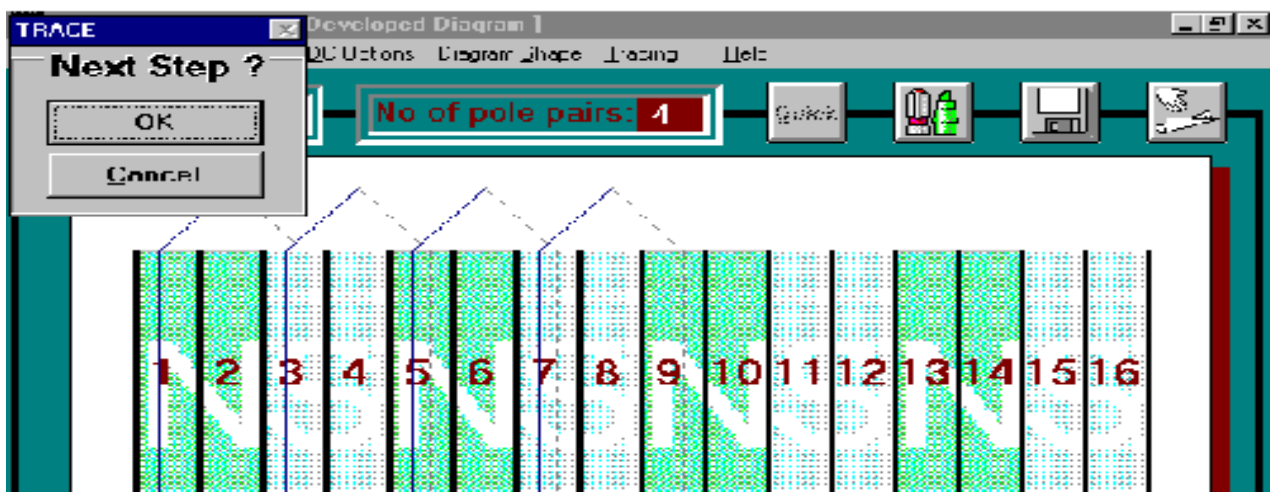 TRACE
Developed Diagram ]
Next Step ?
Options Diagram Shape Tracing Help
OK
No of pole pairs: 4
Quick
Cancel
N S N S N S N S
1 2 3 4 5 6 7 8 9 10 11 12 13 14 15 16